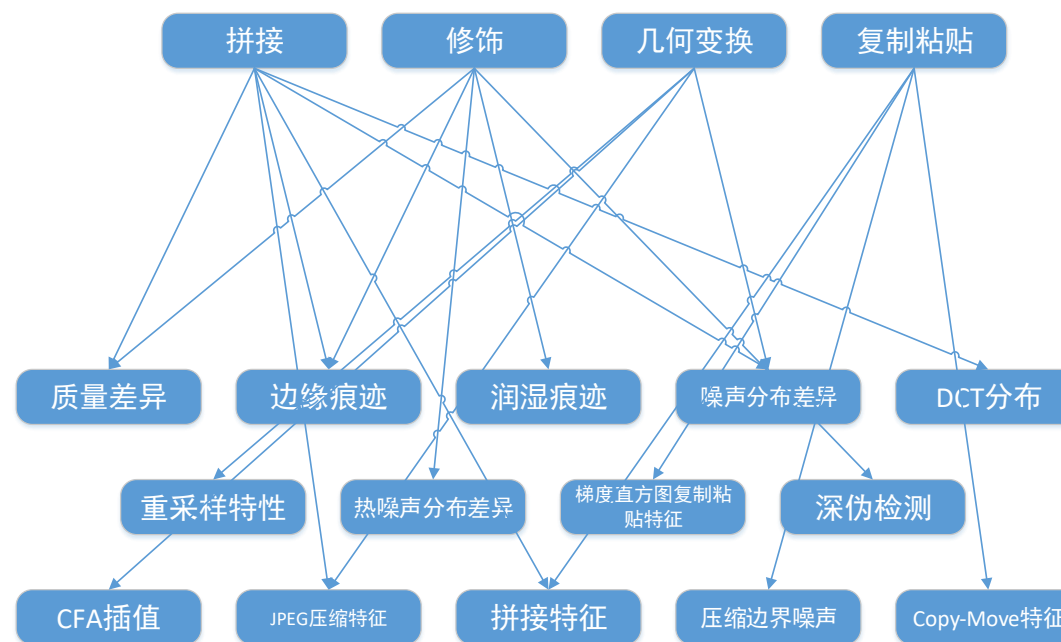 拼接
修饰
几何变换
复制粘贴
质量差异
边缘痕迹
润湿痕迹
噪声分布差异
DCT分布
重采样特性
热噪声分布差异
梯度直方图复制粘
贴特征
深伪检测
CFA插值
JPEG压缩特征
拼接特征
压缩边界噪声
Copy-Move特征